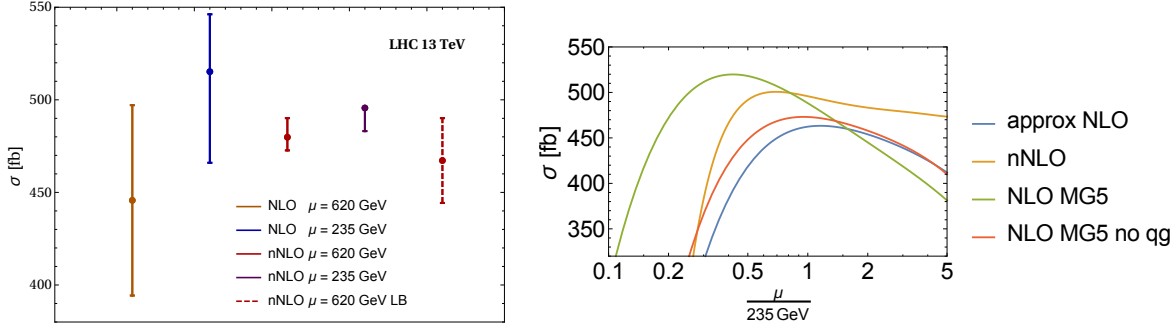 550
500
450
400
σ [fb]
LHC 13 TeV
NLO μ = 620 GeV
NLO μ = 235 GeV
nNLO μ = 620 GeV
nNLO μ = 235 GeV
nNLO μ = 620 GeV LB
550
500
450
400
350
σ [fb]
0.1 0.2 0.5 1 2 5
μ
235 GeV
approx NLO
nNLO
NLO MG5
NLO MG5 no qg